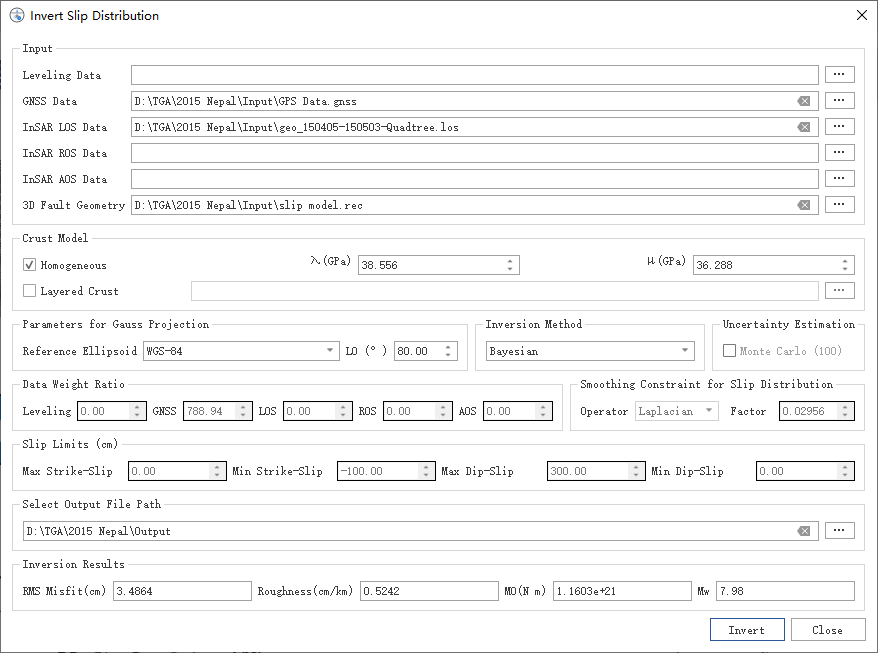 Invert Slip Distribution
Input
Leveling Data
GNSS Data D:\TGA\2015 Nepal\Input\GPS Data.gnss
InSAR LOS Data D:\TGA\2015 Nepal\Input\geo_150405-150503-Quadtree.los
InSAR ROS Data
InSAR AOS Data
3D Fault Geometry D:\TGA\2015 Nepal\Input\slip model.rec
Crust Model
Homogeneous λ(GPa) 38.556 μ(GPa) 36.288
Layered Crust
Parameters for Gauss Projection Inversion Method Uncertainty Estimation
Reference Ellipsoid WGS-84 L0 (°) 80.00 Bayesian Monte Carlo (100)
Data Weight Ratio Smoothing Constraint for Slip Distribution
Leveling 0.00 GNSS 788.94 LOS 0.00 ROS 0.00 AOS 0.00 Operator Laplacian Factor 0.02956
Slip Limits (cm)
Max Strike-Slip 0.00 Min Strike-Slip -100.00 Max Dip-Slip 300.00 Min Dip-Slip 0.00
Select Output File Path
D:\TGA\2015 Nepal\Output
Inversion Results
RMS Misfit(cm) 3.4864 Roughness(cm/km) 0.5242 M0(N m) 1.1603e+21 Mw 7.98
Invert Close